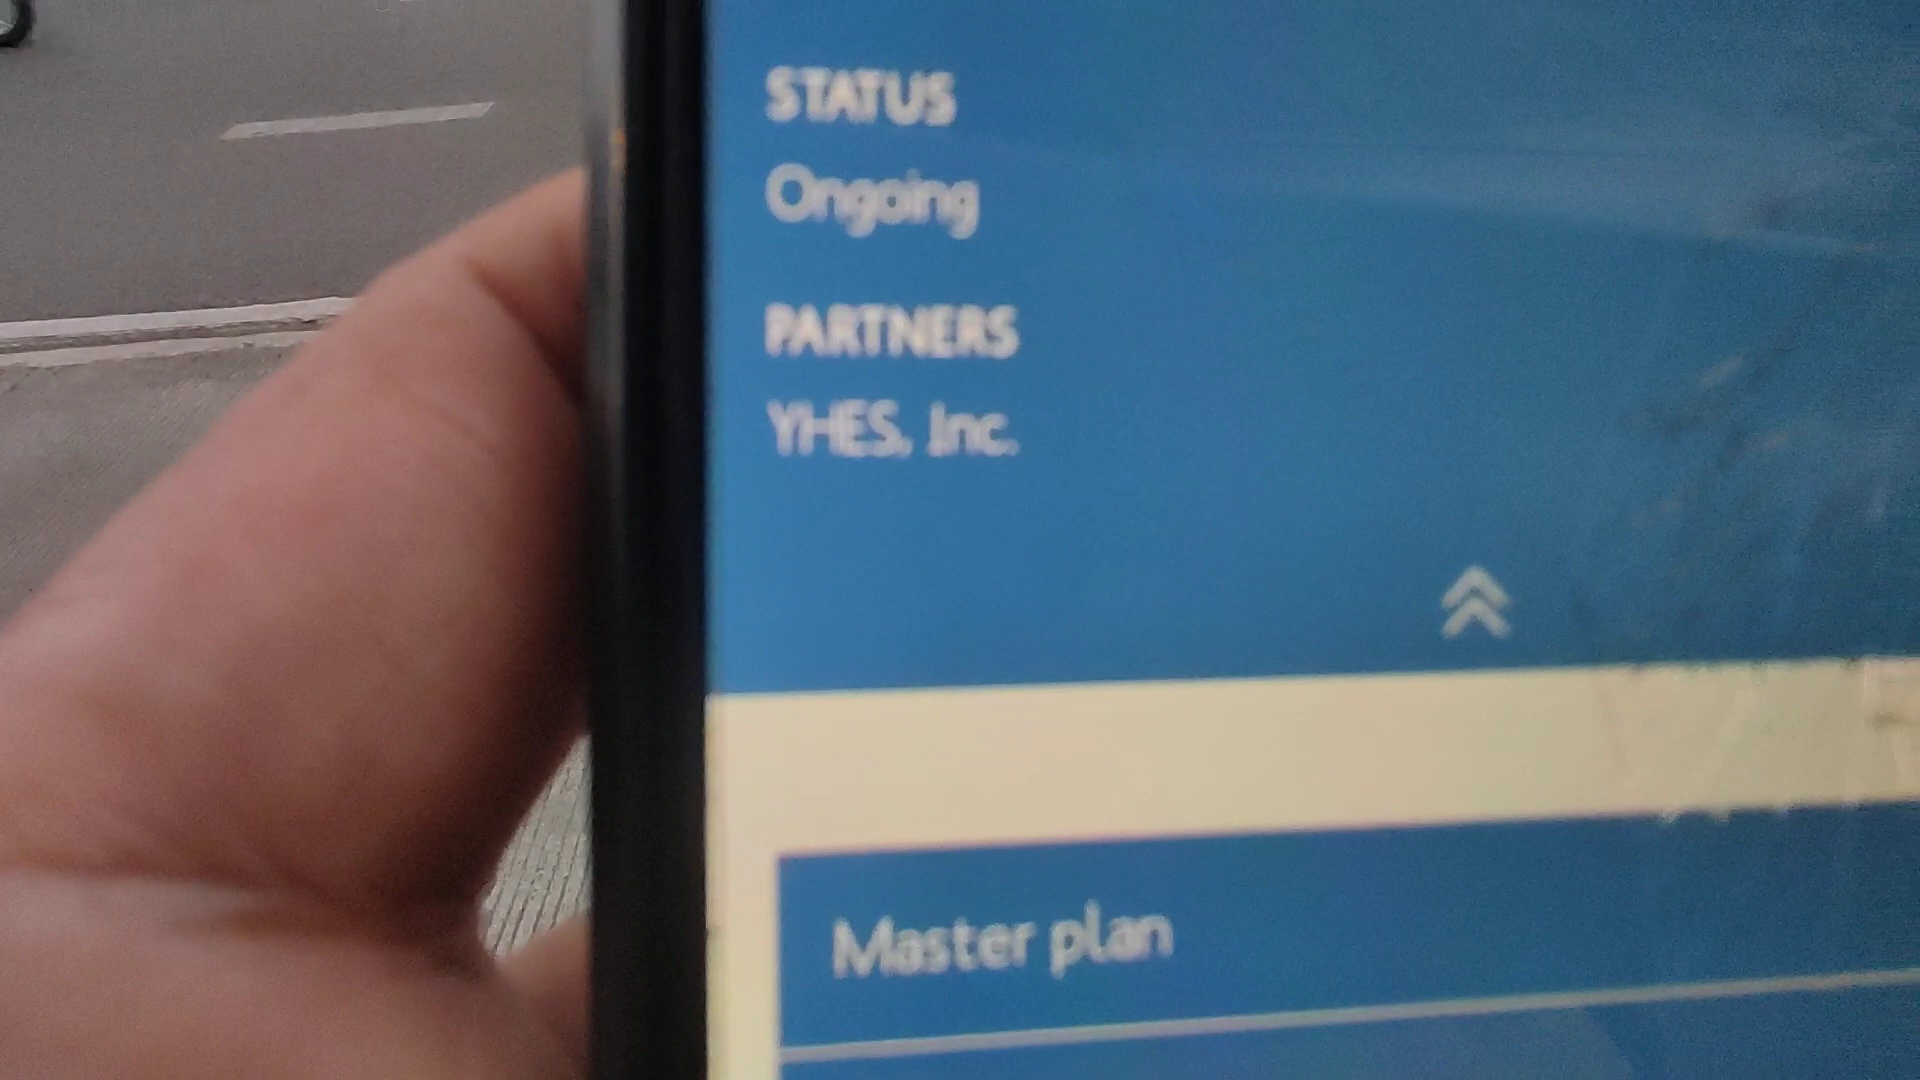 STATUS
Ongoing
PARTNERS
YHES, Inc.
Master plan